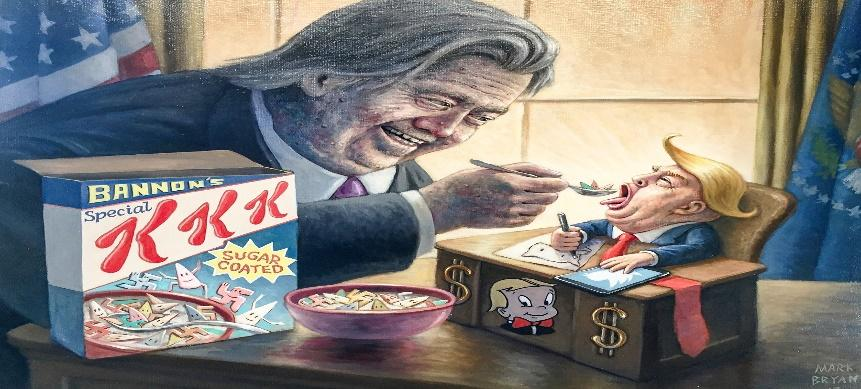 BANNON'S
Special
KKK
SUGAR
COATED
$
$
MARK
BRYAN